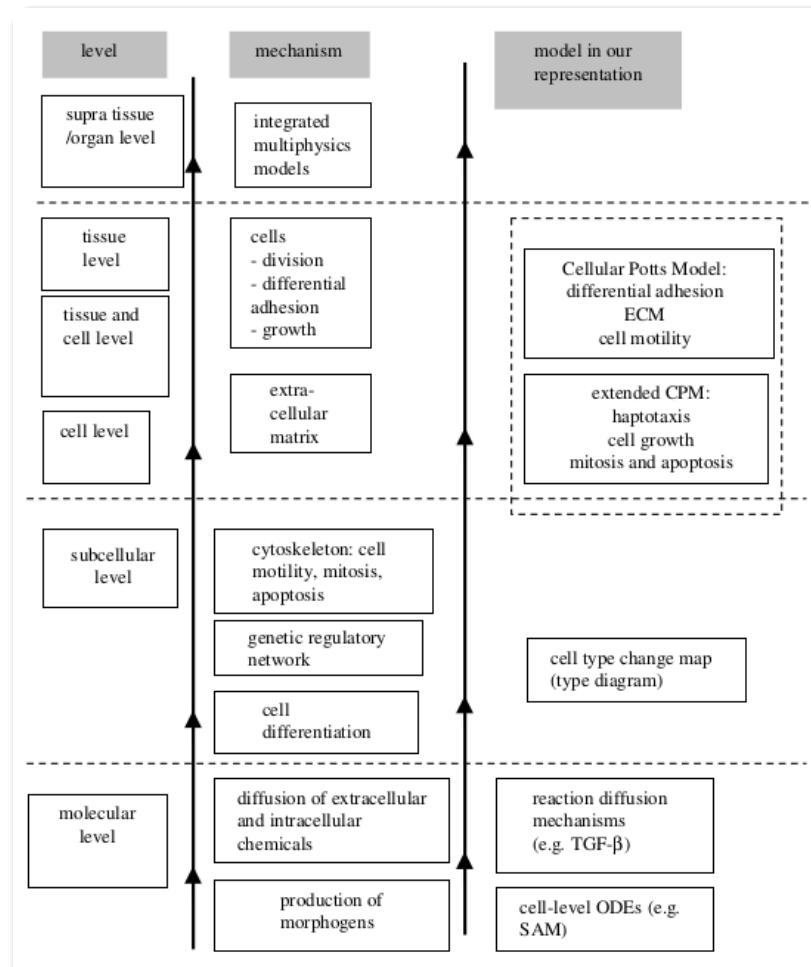 level
mechanism
model in our
representation
supra tissue
/organ level
integrated
multiphysics
models
tissue
level
tissue and
cell level
cell level
cells
- division
- differential
adhesion
- growth
extra-
cellular
matrix
Cellular Potts Model:
differential adhesion
ECM
cell motility
extended CPM:
haptotaxis
cell growth
mitosis and apoptosis
subcellular
level
cytoskeleton: cell
motility, mitosis,
apoptosis
genetic regulatory
network
cell
differentiation
cell type change map
(type diagram)
molecular
level
diffusion of extracellular
and intracellular
chemicals
production of
morphogens
reaction diffusion
mechanisms
(e.g. TGF-β)
cell-level ODEs (e.g.
SAM)